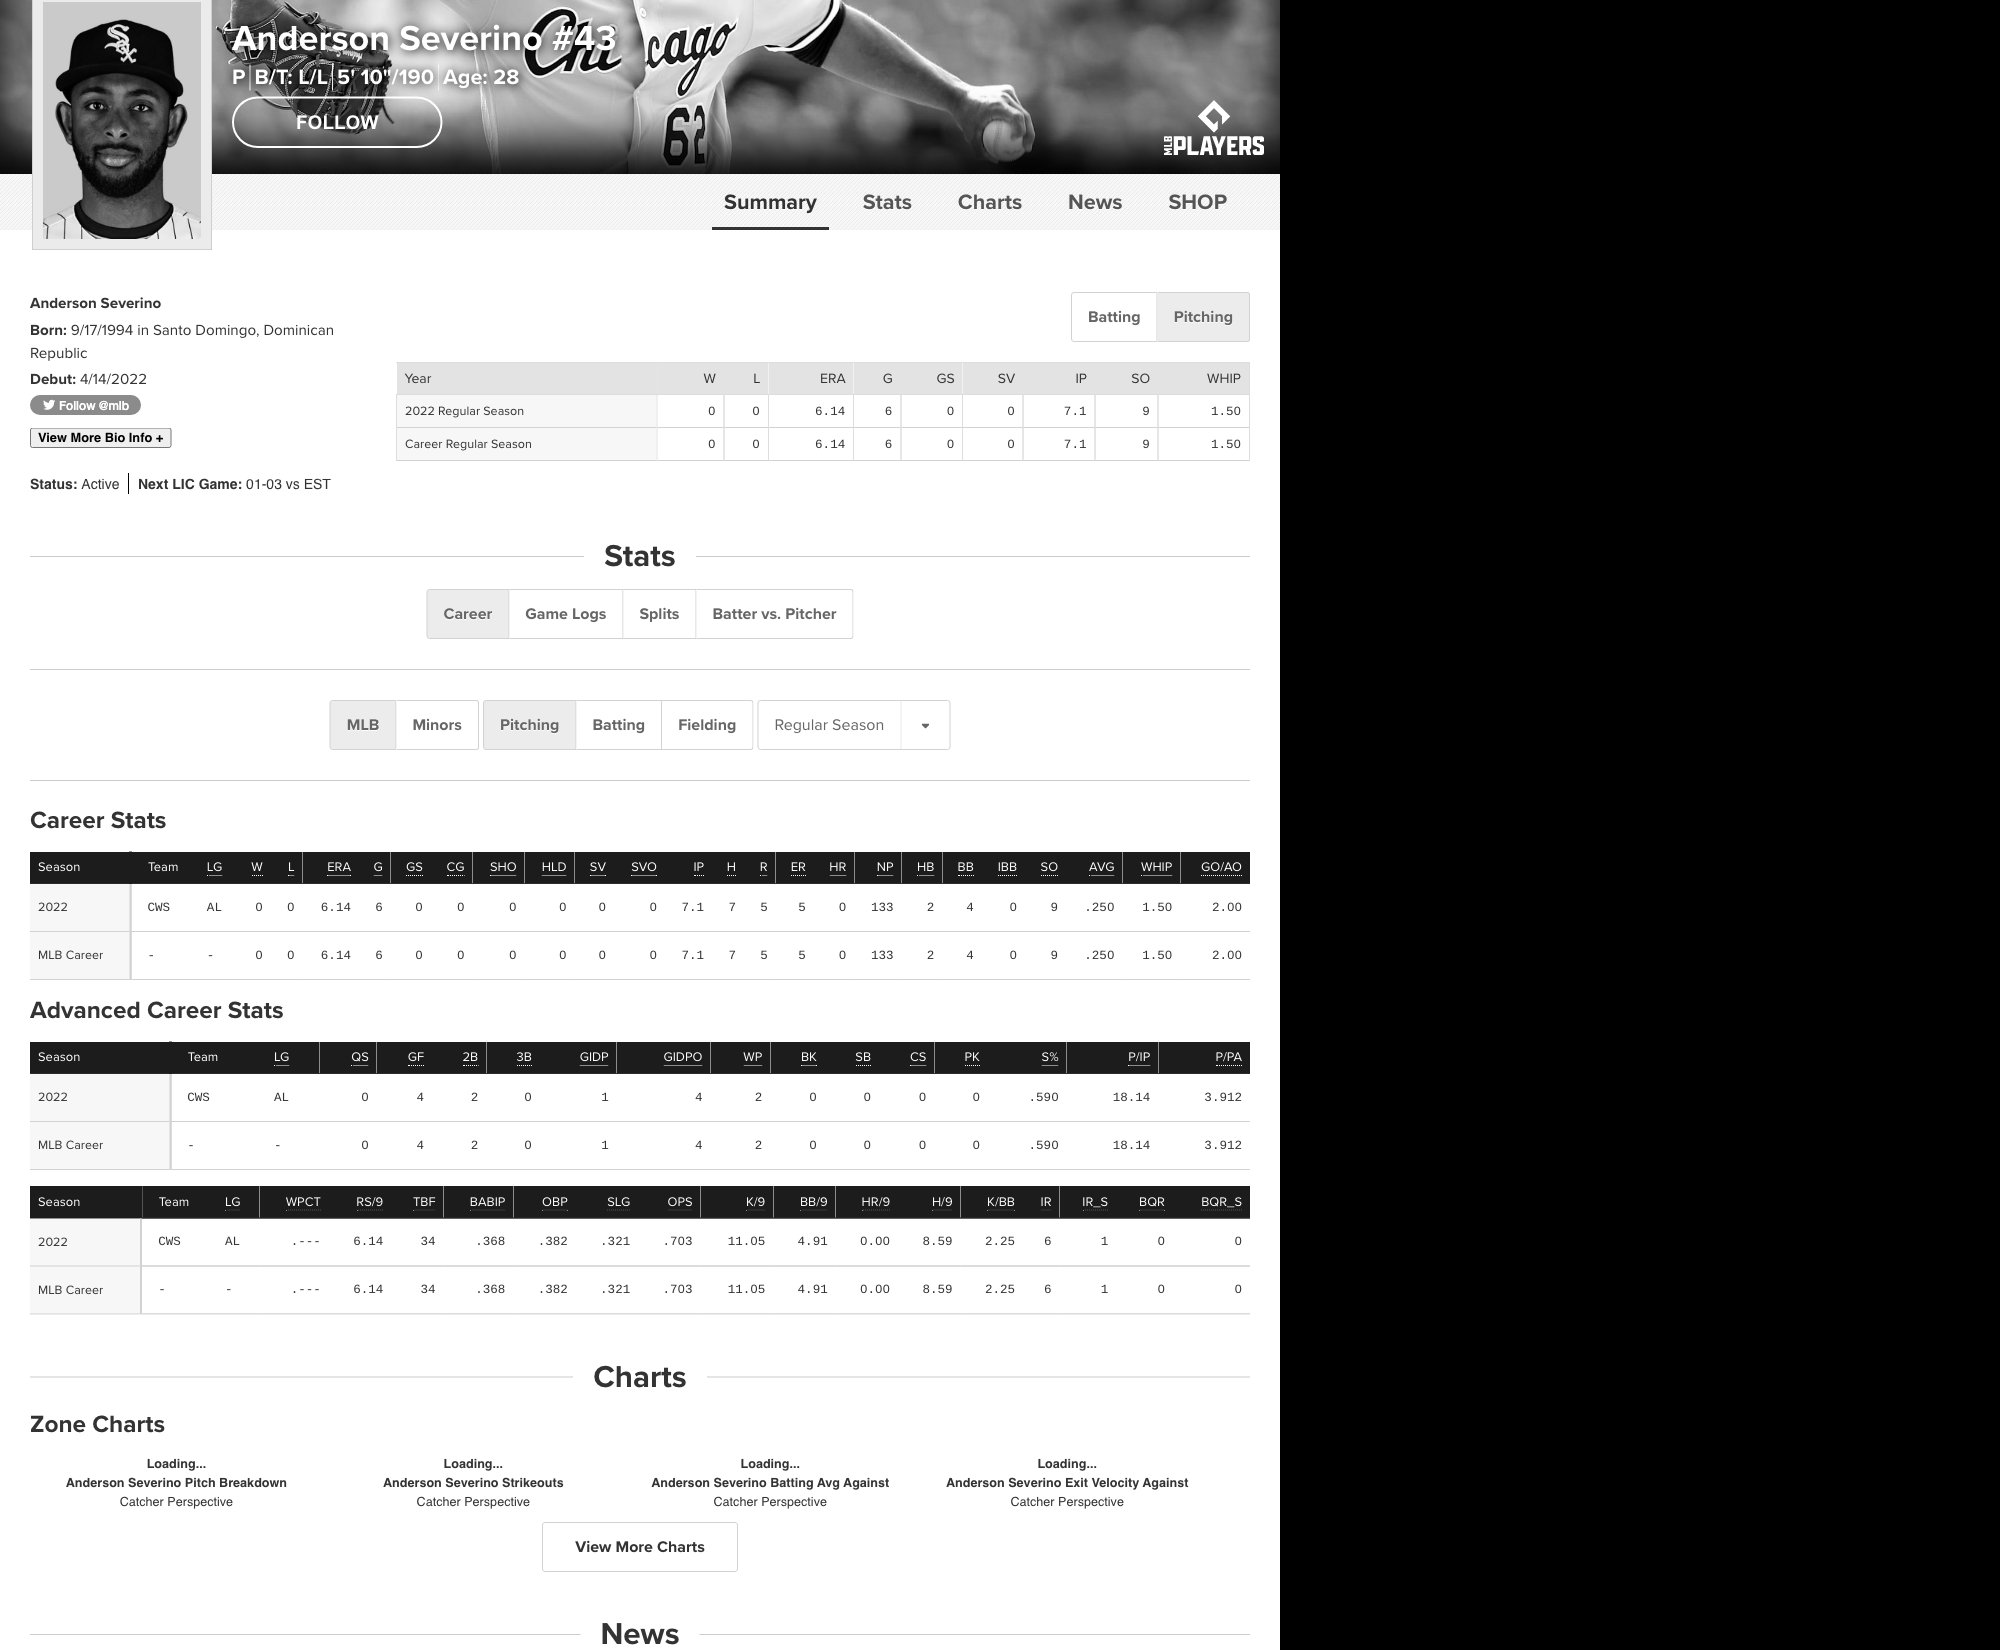 Anderson Severino #43
P B/T: L/L 5' 10"/190 Age: 28
FOLLOW
Chicago
62
Sox
MLB PLAYERS
Summary Stats Charts News SHOP
Anderson Severino
Born: 9/17/1994 in Santo Domingo, Dominican
Republic
Debut: 4/14/2022
Follow @mlb
View More Bio Info +
Status: Active Next LIC Game: 01-03 vs EST
Batting Pitching
Year W L ERA G GS SV IP SO WHIP
2022 Regular Season 0 0 6.14 6 0 0 7.1 9 1.50
Career Regular Season 0 0 6.14 6 0 0 7.1 9 1.50
Stats
Career Game Logs Splits Batter vs. Pitcher
MLB Minors Pitching Batting Fielding Regular Season
Career Stats
Season Team LG W L ERA G GS CG SHO HLD SV SVO IP H R ER HR NP HB BB IBB SO AVG WHIP GO/AO
2022 CWS AL 0 0 6.14 6 0 0 0 0 0 0 7.1 7 5 5 0 133 2 4 0 9 .250 1.50 2.00
MLB Career - - 0 0 6.14 6 0 0 0 0 0 0 7.1 7 5 5 0 133 2 4 0 9 .250 1.50 2.00
Advanced Career Stats
Season Team LG QS GF 2B 3B GIDP GIDPO WP BK SB CS PK S% P/IP P/PA
2022 CWS AL 0 4 2 0 1 4 2 0 0 0 0 .590 18.14 3.912
MLB Career - - 0 4 2 0 1 4 2 0 0 0 0 .590 18.14 3.912
Season Team LG WPCT RS/9 TBF BABIP OBP SLG OPS K/9 BB/9 HR/9 H/9 K/BB IR IR_S BQR BQR_S
2022 CWS AL .--- 6.14 34 .368 .382 .321 .703 11.05 4.91 0.00 8.59 2.25 6 1 0 0
MLB Career - - .--- 6.14 34 .368 .382 .321 .703 11.05 4.91 0.00 8.59 2.25 6 1 0 0
Charts
Zone Charts
Loading... Loading... Loading... Loading...
Anderson Severino Pitch Breakdown Anderson Severino Strikeouts Anderson Severino Batting Avg Against Anderson Severino Exit Velocity Against
Catcher Perspective Catcher Perspective Catcher Perspective Catcher Perspective
View More Charts
News